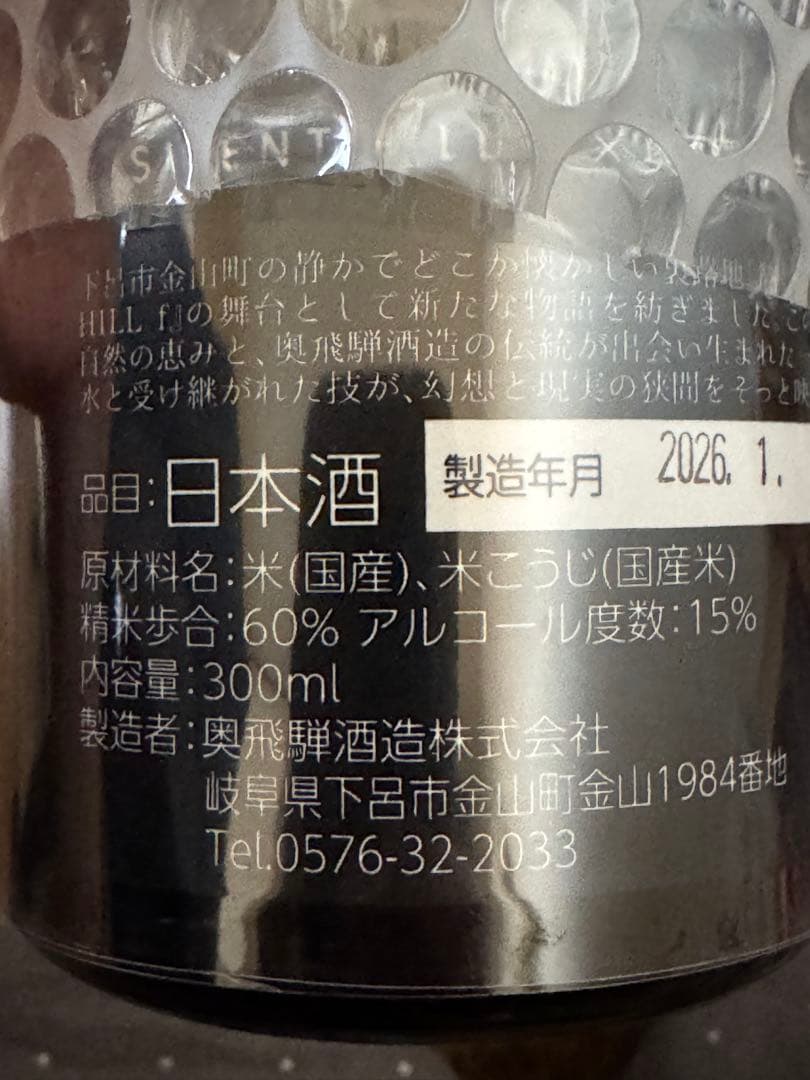 S ENT
下呂市金山町の静かでどこか懐かしい裏路地
HILL f』の舞台として新たな物語を紡ぎました。こ
自然の恵みと、奥飛騨酒造の伝統が出会い生まれた
水と受け継がれた技が、幻想と現実の狭間をそっと
品目:日本酒
製造年月 2026. 1.
原材料名:米(国産)、米こうじ(国産米)
精米歩合:60% アルコール度数:15%
内容量:300ml
製造者:奥飛騨酒造株式会社
岐阜県下呂市金山町金山1984番地
Tel.0576-32-2033